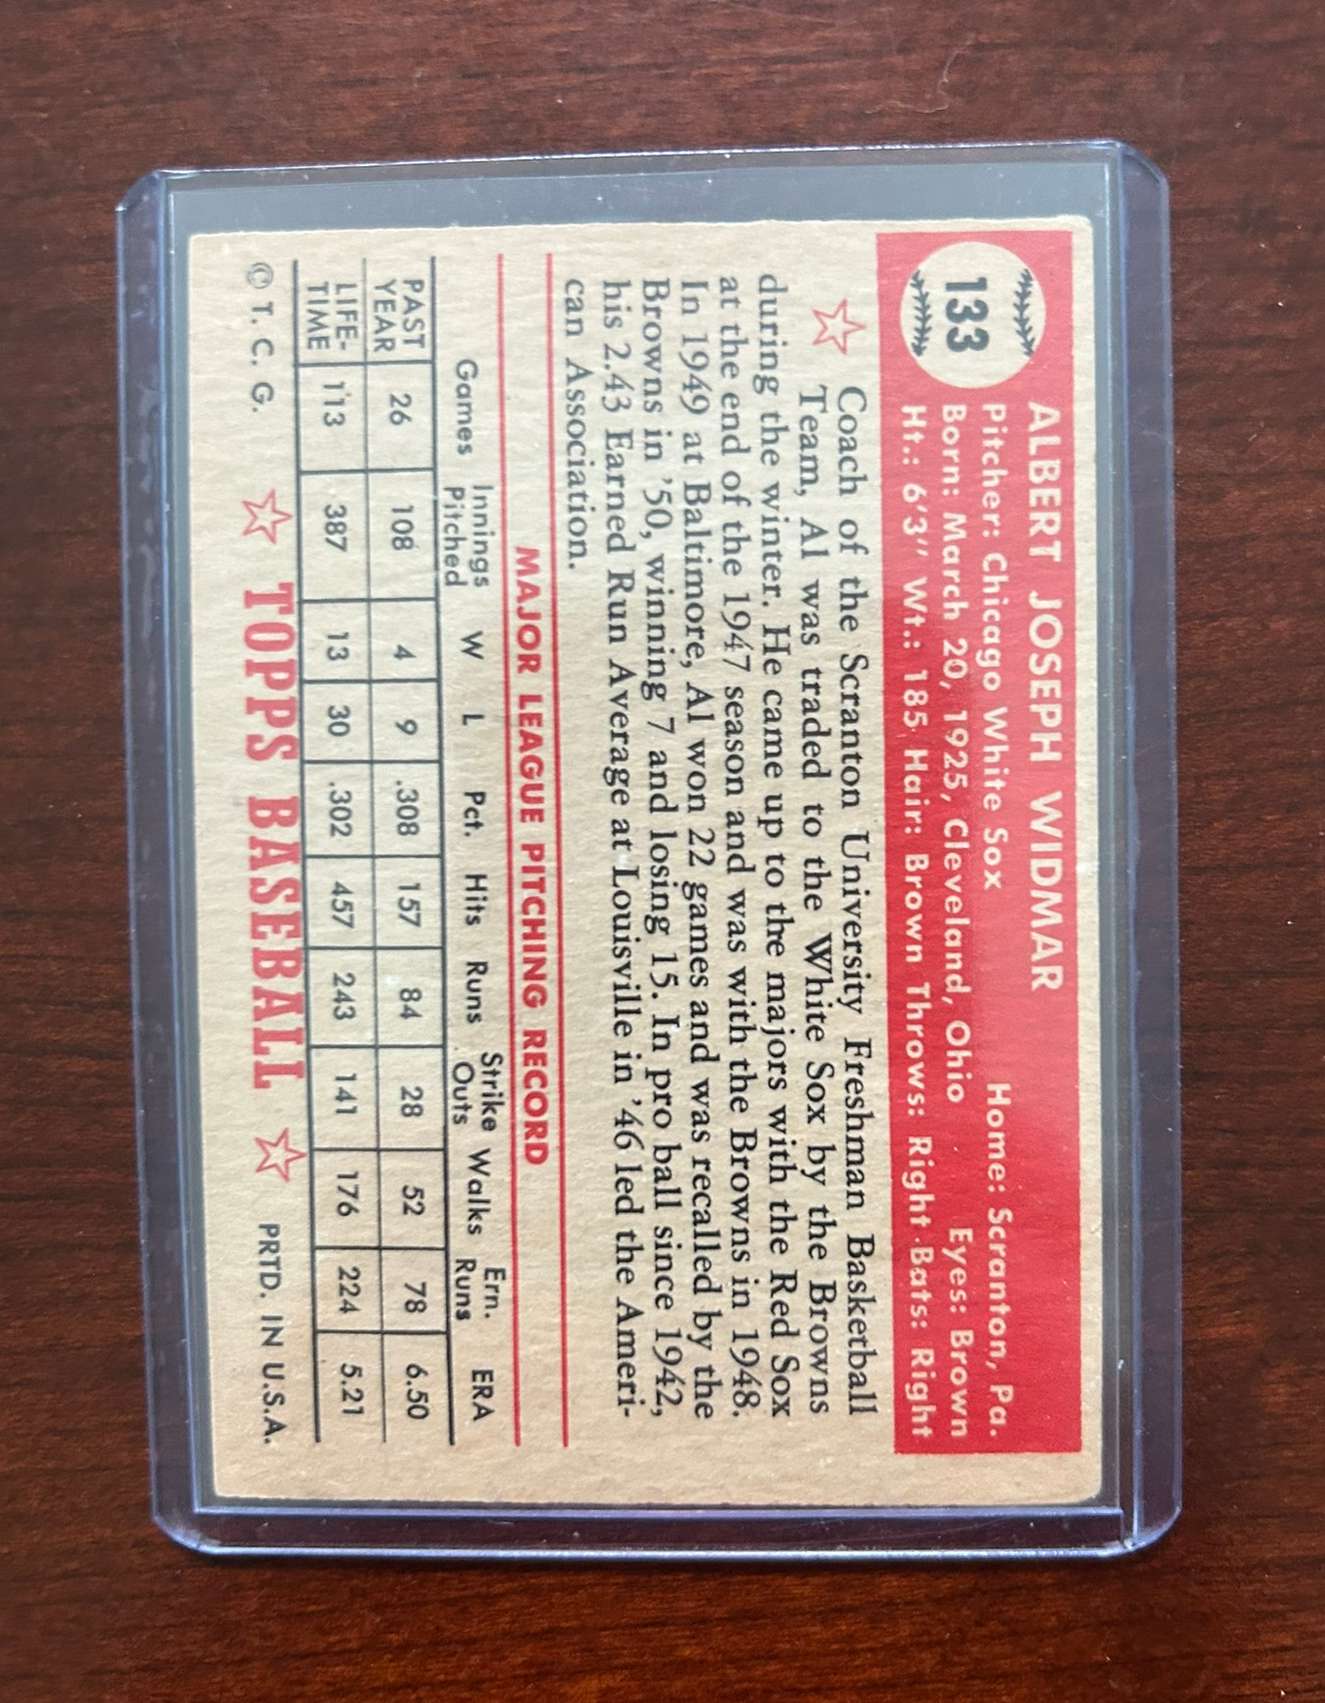 133
ALBERT JOSEPH WIDMAR
Pitcher: Chicago White Sox Home: Scranton, Pa.
Born: March 20, 1925, Cleveland, Ohio Eyes: Brown
Ht.: 6'3" Wt.: 185 Hair: Brown Throws: Right Bats: Right
Coach of the Scranton University Freshman Basketball
Team, Al was traded to the White Sox by the Browns
during the winter. He came up to the majors with the Red Sox
at the end of the 1947 season and was with the Browns in 1948.
In 1949 at Baltimore, Al won 22 games and was recalled by the
Browns in '50, winning 7 and losing 15. In pro ball since 1942,
his 2.43 Earned Run Average at Louisville in '46 led the Ameri-
can Association.
MAJOR LEAGUE PITCHING RECORD
Games Innings Pitched W L Pct. Hits Runs Strike Outs Walks Ern. Runs ERA
PAST YEAR 26 108 4 9 .308 157 84 28 52 78 6.50
LIFE-TIME 113 387 13 30 .302 457 243 141 176 224 5.21
© T. C. G. TOPPS BASEBALL PRTD. IN U.S.A.